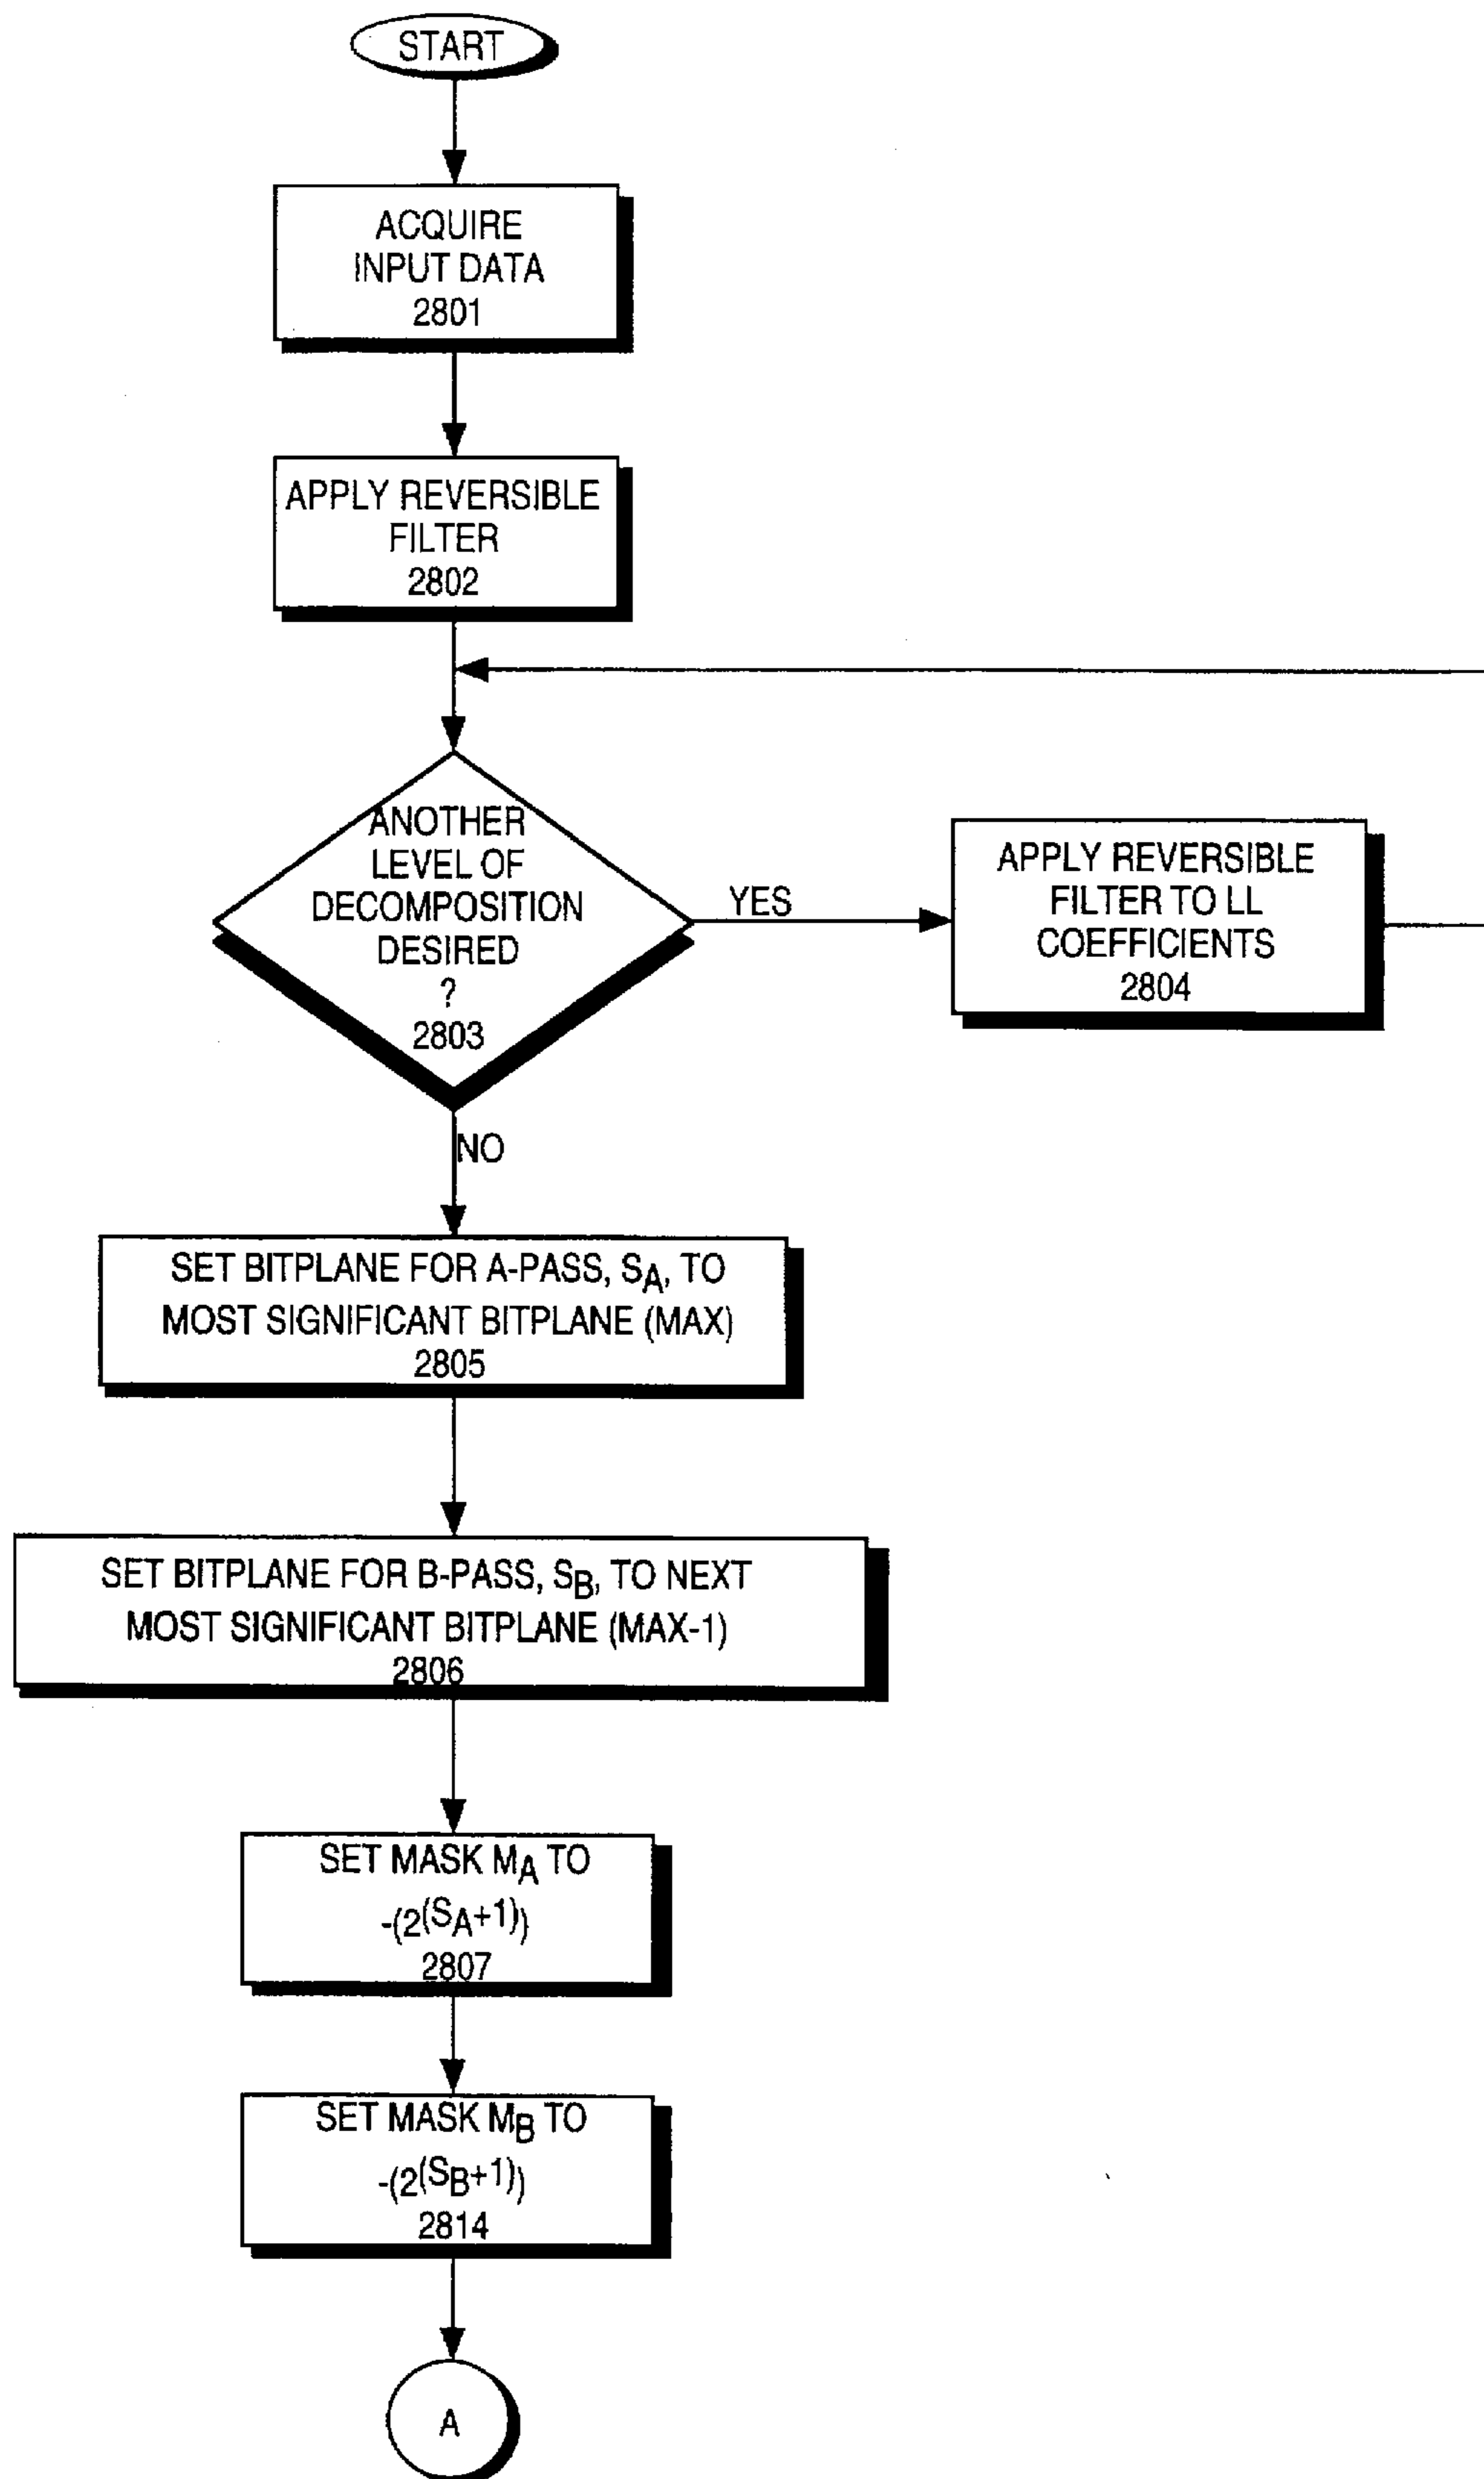 START
ACQUIRE
INPUT DATA
2801
APPLY REVERSIBLE
FILTER
2802
ANOTHER
LEVEL OF
DECOMPOSITION
DESIRED
?
2803
YES
APPLY REVERSIBLE
FILTER TO LL
COEFFICIENTS
2804
NO
SET BITPLANE FOR A-PASS, SA, TO
MOST SIGNIFICANT BITPLANE (MAX)
2805
SET BITPLANE FOR B-PASS, SB, TO NEXT
MOST SIGNIFICANT BITPLANE (MAX-1)
2806
SET MASK MA TO
-(2(SA+1))
2807
SET MASK MB TO
-(2(SB+1))
2814
A